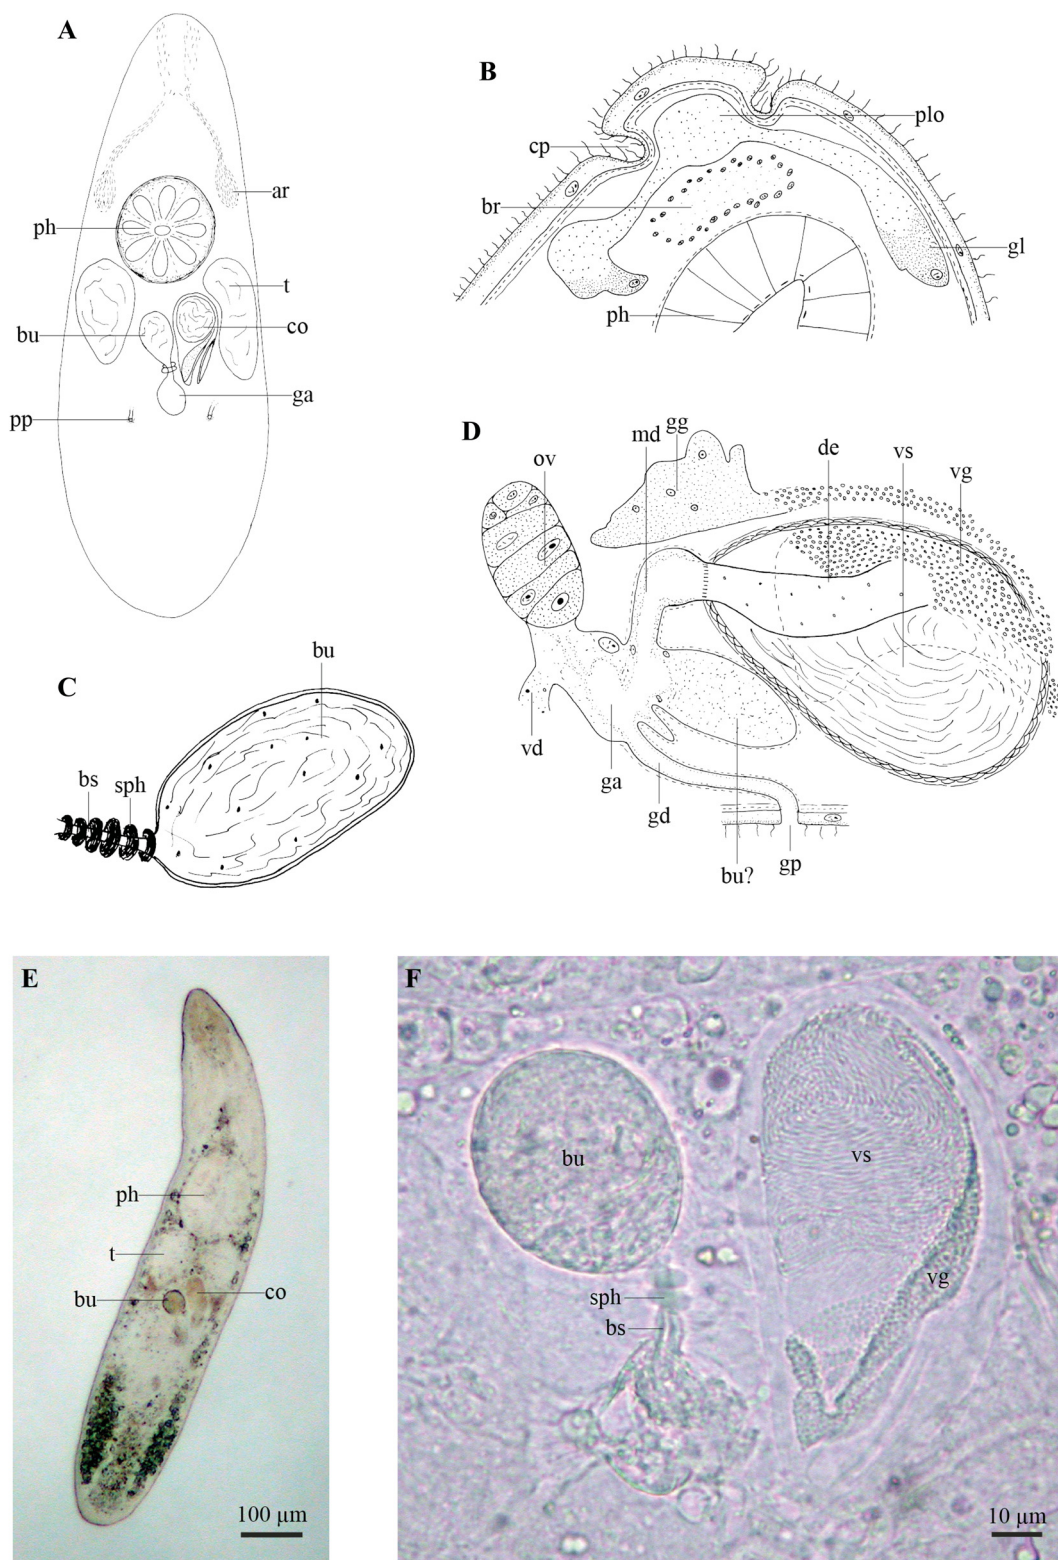 A
ar
ph
t
co
bu
ga
pp
B
plo
cp
br
gl
ph
C
bu
bs
sph
D
gg
md
ov
de
vs
vg
vd
ga
gd
gp
bu?
E
ph
t
bu
co
100 µm
F
bu
vs
sph
vg
bs
10 µm